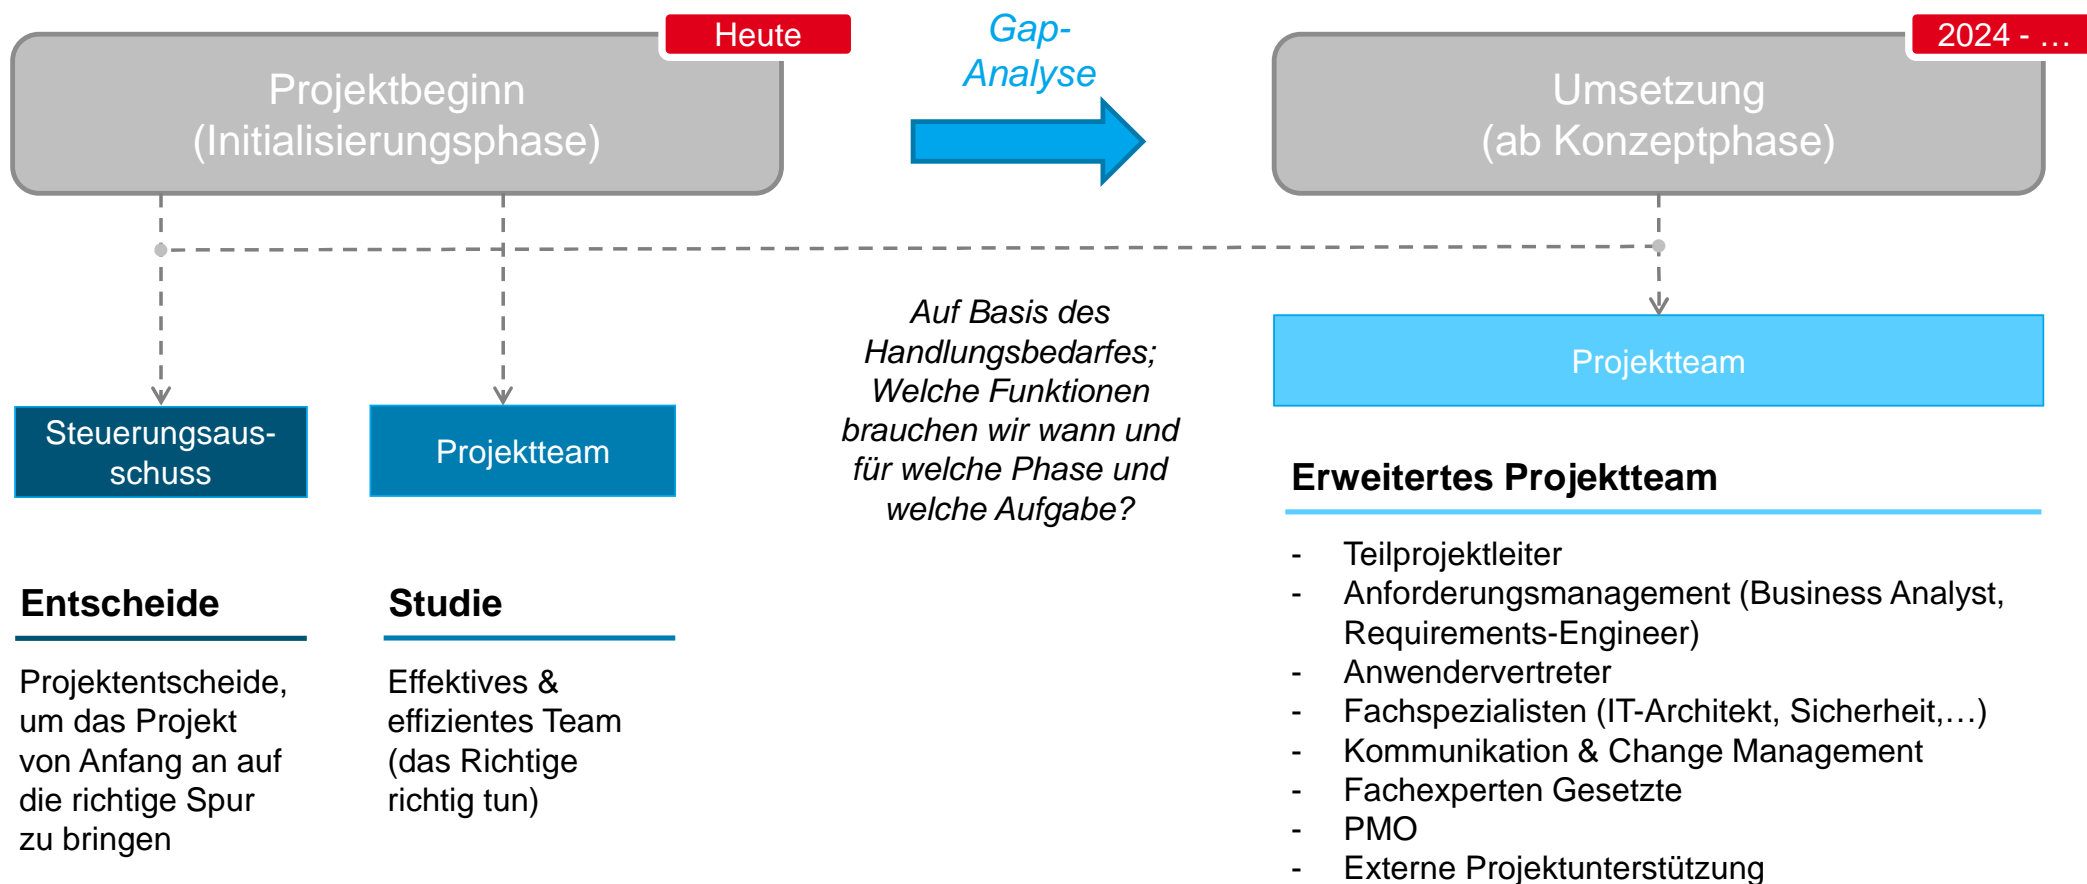 Heute
Projektbeginn
(Initialisierungsphase)
Gap-
Analyse
2024 - …
Umsetzung
(ab Konzeptphase)
Steuerungsaus-
schuss
Projektteam
Auf Basis des
Handlungsbedarfes;
Welche Funktionen
brauchen wir wann und
für welche Phase und
welche Aufgabe?
Projektteam
Entscheide
Projektentscheide,
um das Projekt
von Anfang an auf
die richtige Spur
zu bringen
Studie
Effektives &
effizientes Team
(das Richtige
richtig tun)
Erweitertes Projektteam
- Teilprojektleiter
- Anforderungsmanagement (Business Analyst,
Requirements-Engineer)
- Anwendervertreter
- Fachspezialisten (IT-Architekt, Sicherheit,…)
- Kommunikation & Change Management
- Fachexperten Gesetzte
- PMO
- Externe Projektunterstützung